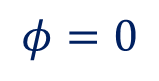 ϕ = 0